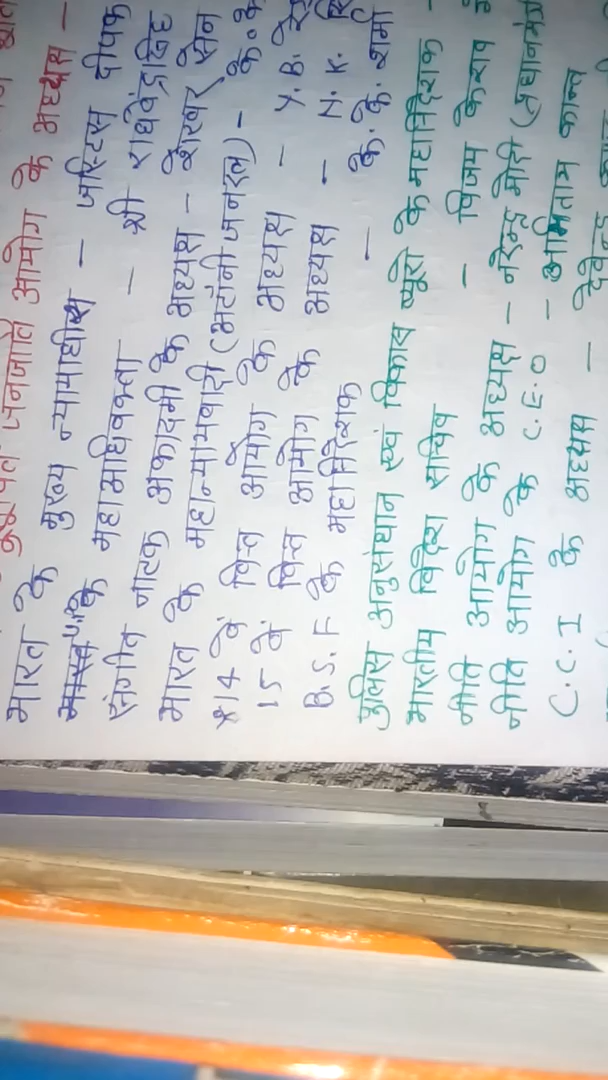 जनजाति आयोग के अध्यक्ष -
भारत के मुख्य न्यायाधीश - जस्टिस दीपक
U.P. के महाअधिवक्ता - श्री राघवेंद्र सिंह
संगीत नाटक अकादमी के अध्यक्ष - शेखर सेन
भारत के महान्यायवादी (अटॉनी जनरल) - के॰ के
14 वें वित्त आयोग के अध्यक्ष - Y.B. रे
15 वें वित्त आयोग के अध्यक्ष - N.K. सि
B.S.F के महानिदेशक - के. के. शर्मा
पुलिस अनुसंधान एवं विकास ब्यूरो के महानिदेशक -
भारतीय विदेश सचिव - विजय केशव
नीति आयोग के अध्यक्ष - नरेन्द्र मोदी (प्रधानमंत्
नीति आयोग के C.E.O - अमिताभ कान्त
C.C.I के अध्यक्ष - देवेन्द्र